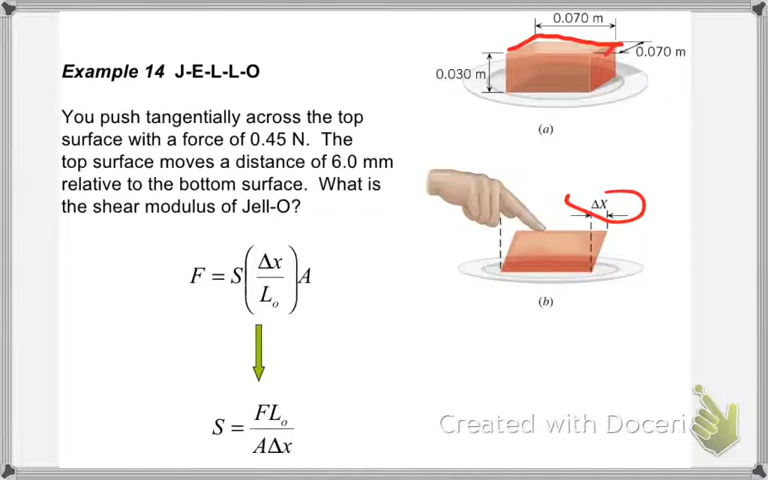 Example 14 J-E-L-L-O
You push tangentially across the top
surface with a force of 0.45 N. The
top surface moves a distance of 6.0 mm
relative to the bottom surface. What is
the shear modulus of Jell-O?
F = S(Δx/Lₒ)A
S = FLₒ/AΔx
0.070 m
0.070 m
0.030 m
(a)
ΔX
(b)
Created with Doceri